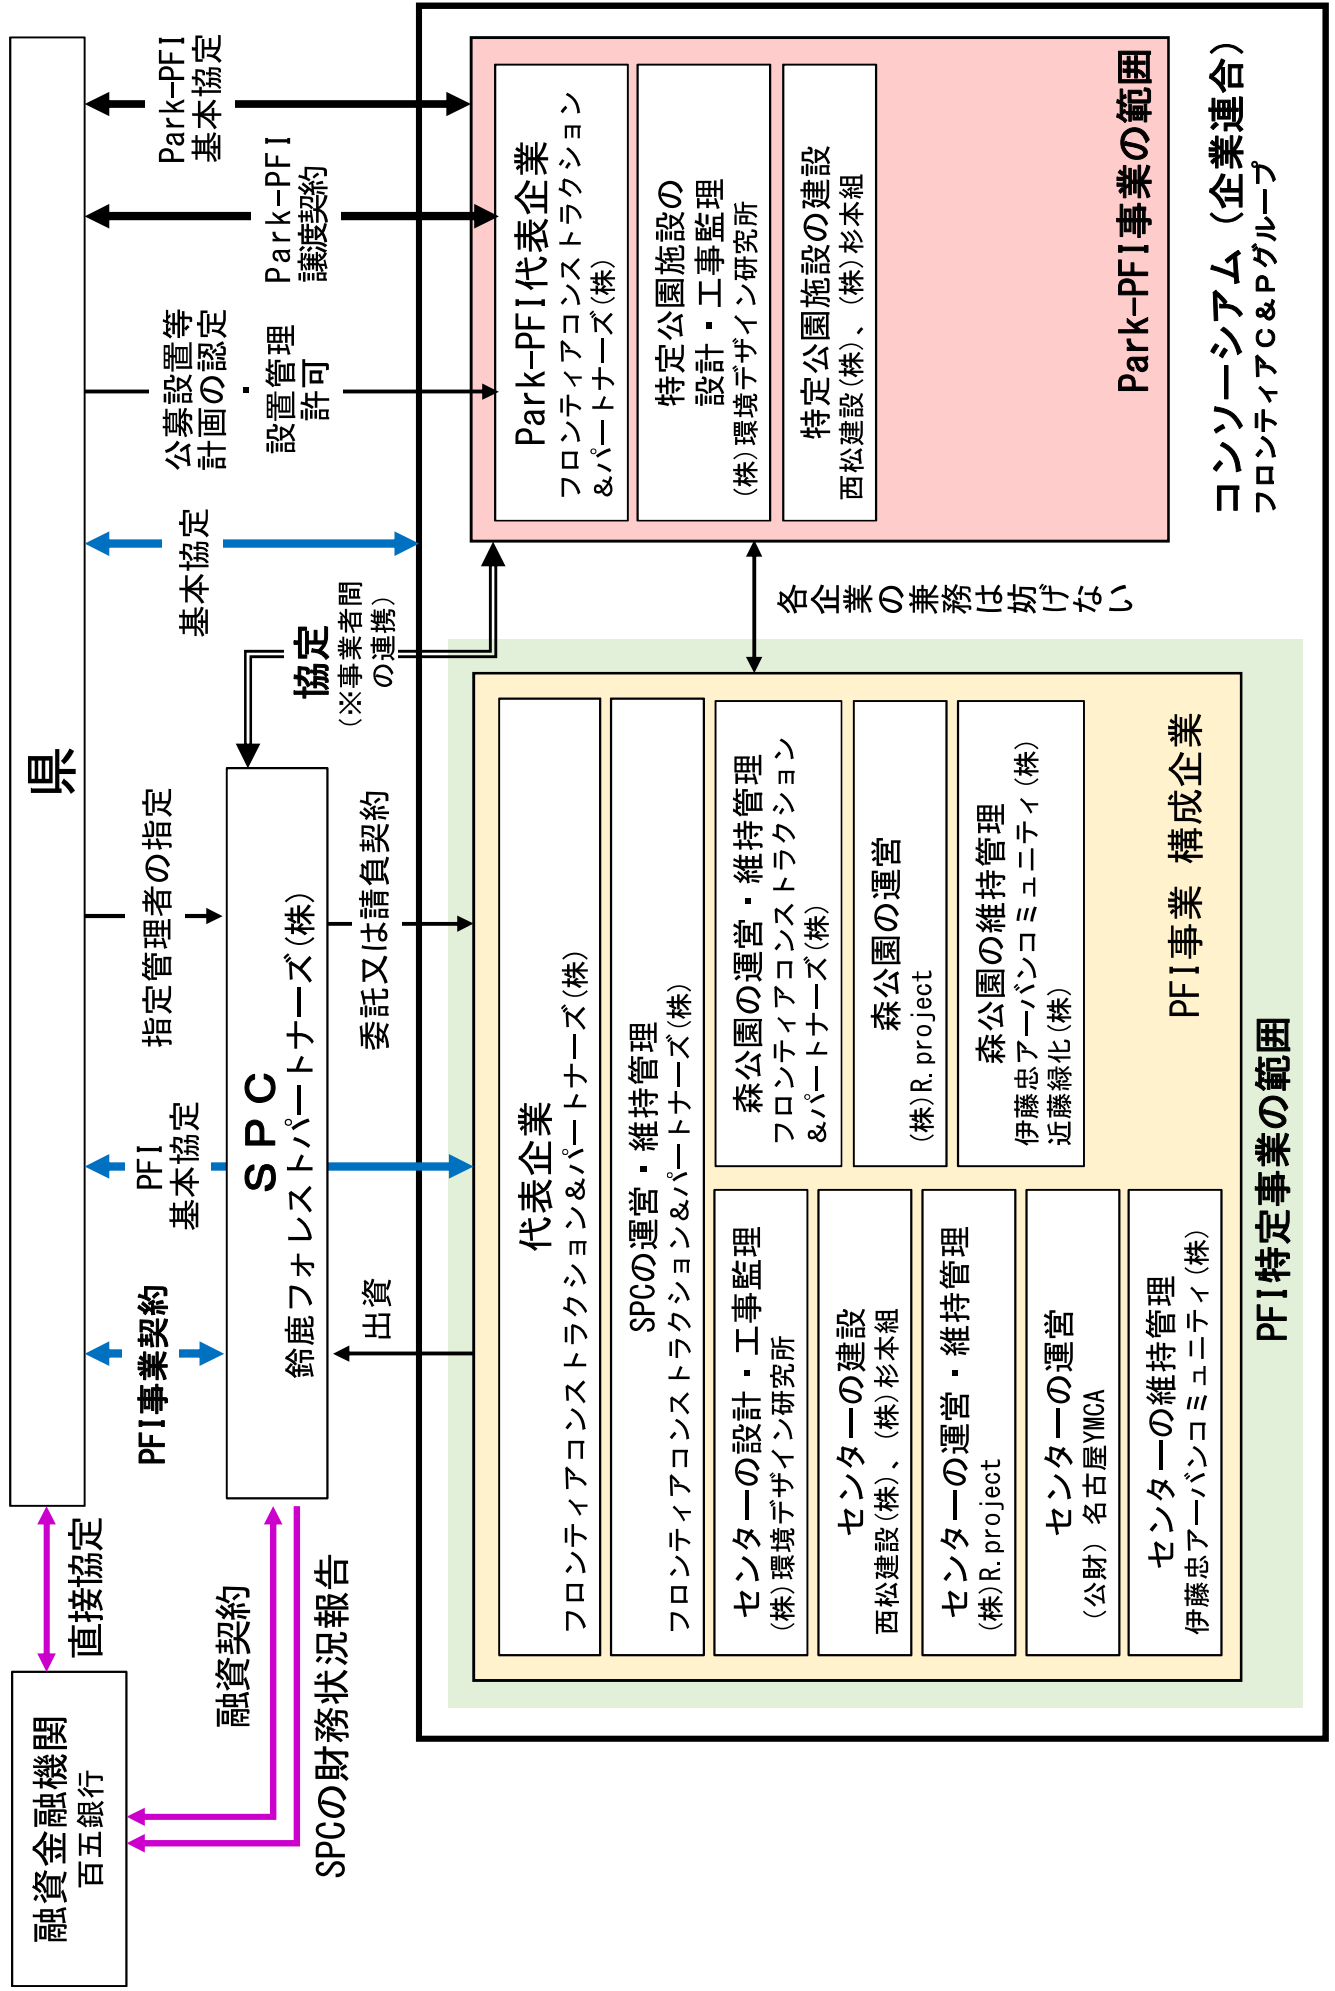 融資金融機関
百五銀行
直接協定
県
融資契約
SPCの財務状況報告
PFI事業契約
PFI
基本協定
指定管理者の指定
基本協定
公募設置等
計画の認定
・
設置管理
許可
Park-PFI
譲渡契約
Park-PFI
基本協定
SPC
鈴鹿フォレストパートナーズ(株)
協定
(※事業者間
の連携)
出資
委託又は請負契約
代表企業
フロンティアコンストラクション&パートナーズ(株)
SPCの運営・維持管理
フロンティアコンストラクション&パートナーズ(株)
センターの設計・工事監理
(株)環境デザイン研究所
センターの建設
西松建設(株)、(株)杉本組
センターの運営・維持管理
(株)R.project
センターの運営
(公財)名古屋YMCA
センターの維持管理
伊藤忠アーバンコミュニティ(株)
森公園の運営・維持管理
フロンティアコンストラクション
&パートナーズ(株)
森公園の運営
(株)R.project
森公園の維持管理
伊藤忠アーバンコミュニティ(株)
近藤緑化(株)
PFI事業 構成企業
PFI特定事業の範囲
各企業の兼務は妨げない
Park-PFI代表企業
フロンティアコンストラクション
&パートナーズ(株)
特定公園施設の
設計・工事監理
(株)環境デザイン研究所
特定公園施設の建設
西松建設(株)、(株)杉本組
Park-PFI事業の範囲
コンソーシアム（企業連合）
フロンティアC&Pグループ